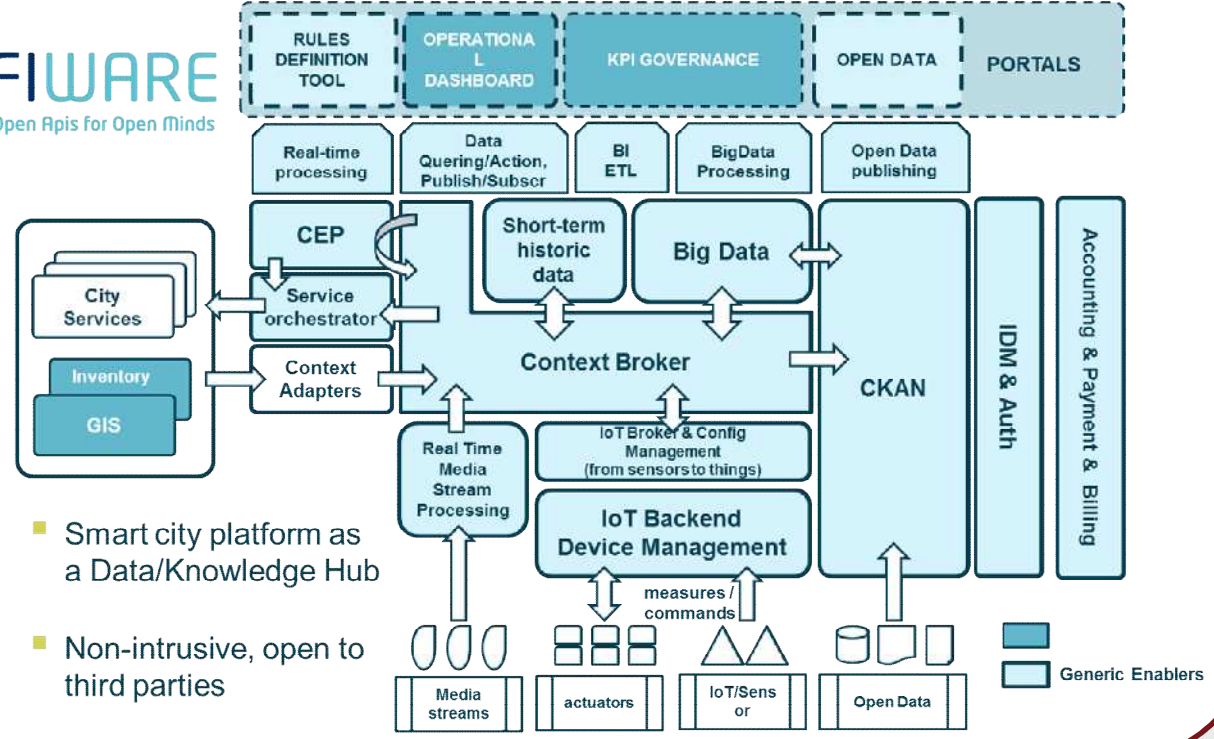 RULES
DEFINITION
TOOL
OPERATIONA
L
DASHBOARD
KPI GOVERNANCE
OPEN DATA
PORTALS
FIWARE
Open Apis for Open Minds
Real-time
processing
Data
Quering/Action,
Publish/Subscr
BI
ETL
BigData
Processing
Open Data
publishing
CEP
Short-term
historic
data
Big Data
City
Services
Service
orchestrator
Inventory
GIS
Context
Adapters
Context Broker
CKAN
IDM & Auth
Accounting & Payment & Billing
Real Time
Media
Stream
Processing
IoT Broker & Config
Management
(from sensors to things)
IoT Backend
Device Management
Smart city platform as
a Data/Knowledge Hub
Non-intrusive, open to
third parties
measures /
commands
Media
streams
actuators
IoT/Sens
or
Open Data
Generic Enablers